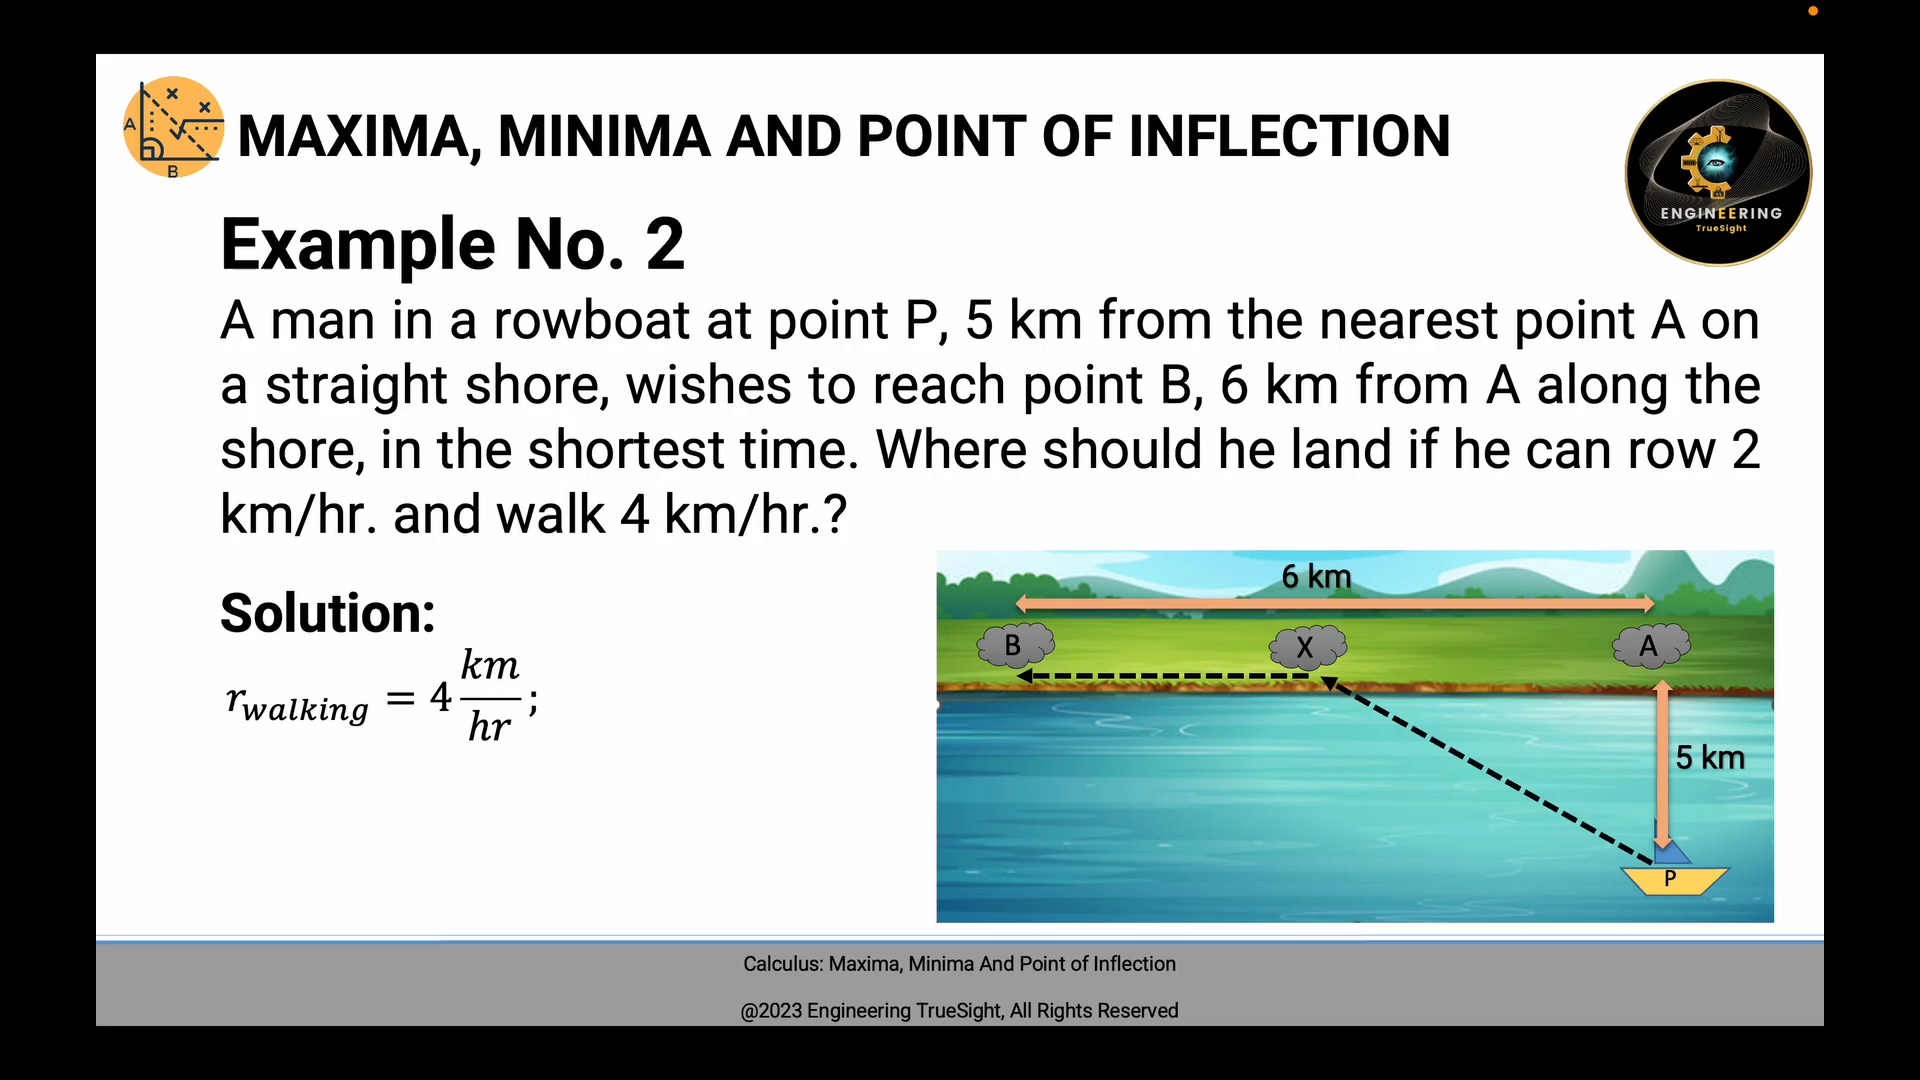 MAXIMA, MINIMA AND POINT OF INFLECTION
A
B
ENGINEERING
TrueSight
Example No. 2
A man in a rowboat at point P, 5 km from the nearest point A on
a straight shore, wishes to reach point B, 6 km from A along the
shore, in the shortest time. Where should he land if he can row 2
km/hr. and walk 4 km/hr.?
Solution:
r_walking = 4 km/hr ;
6 km
B
X
A
5 km
P
Calculus: Maxima, Minima And Point of Inflection
@2023 Engineering TrueSight, All Rights Reserved